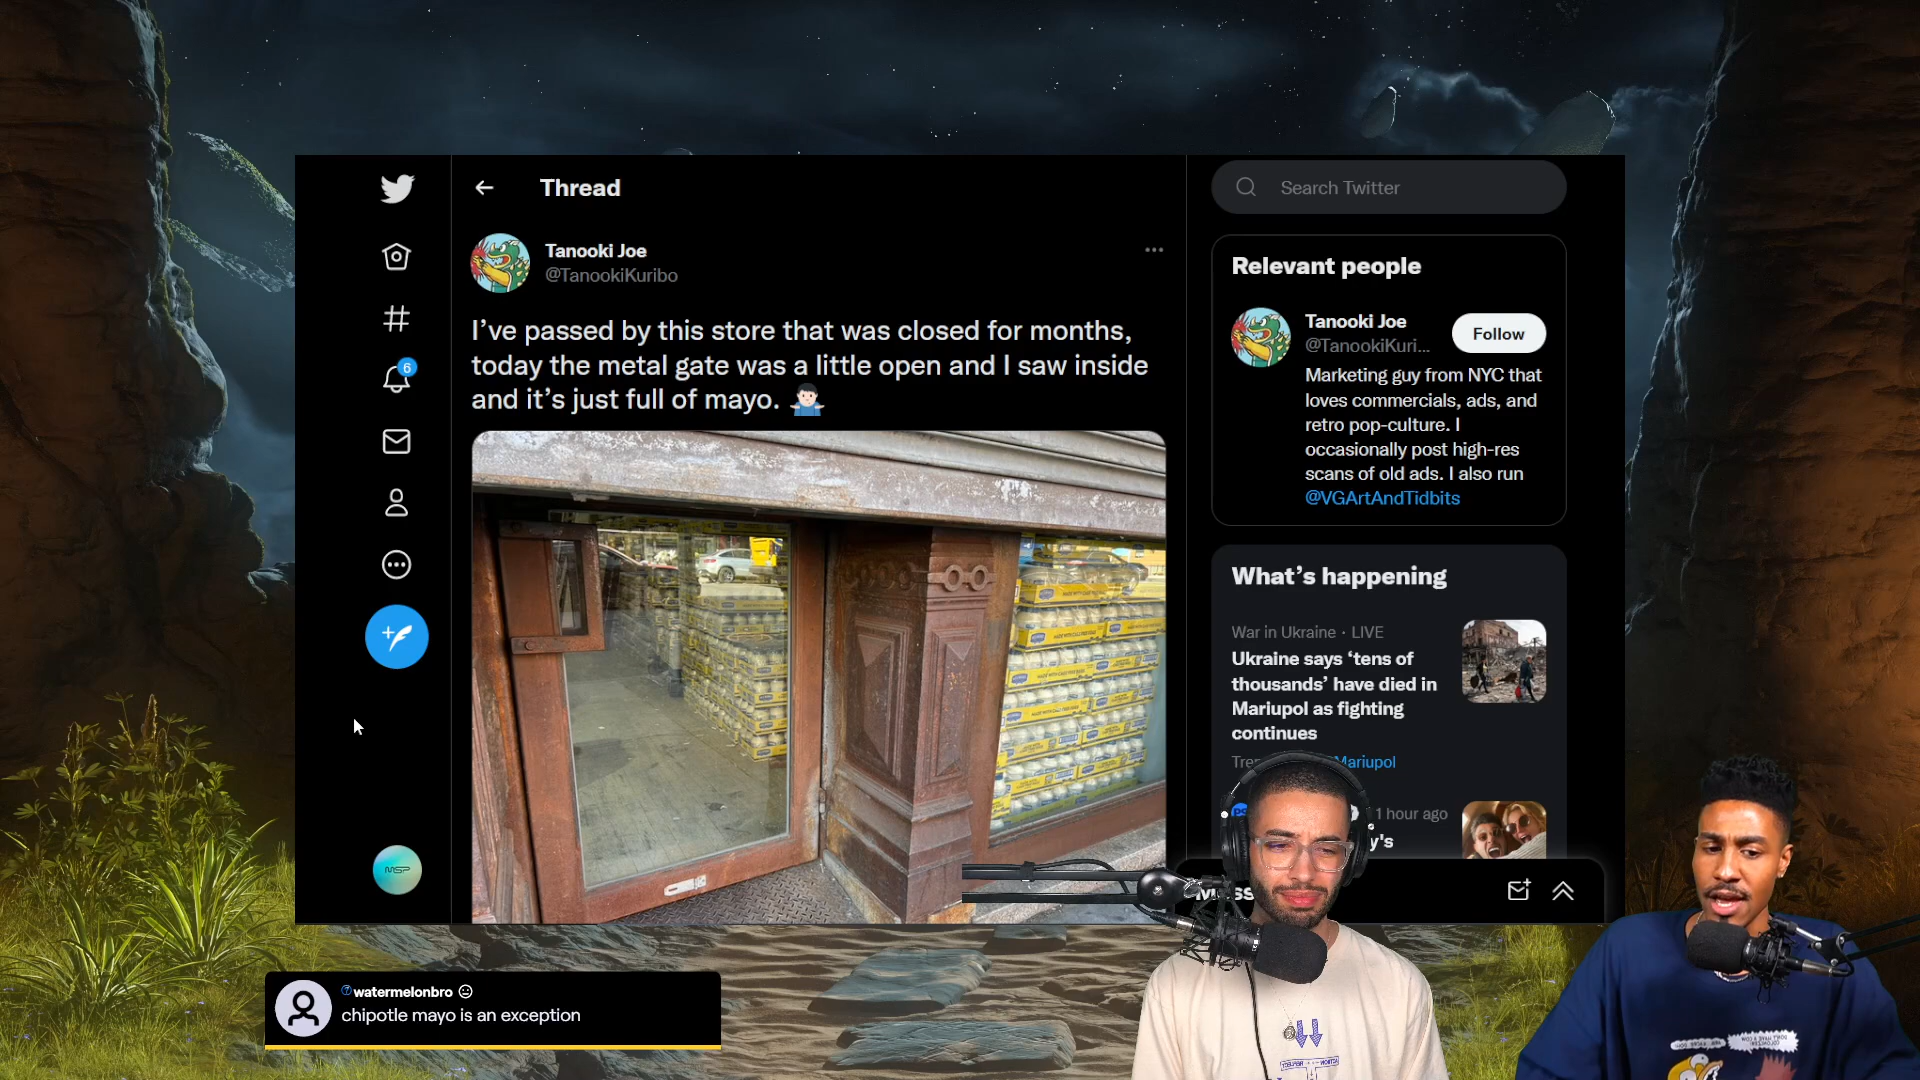 Thread
Search Twitter
Tanooki Joe
@TanookiKuribo
I've passed by this store that was closed for months,
today the metal gate was a little open and I saw inside
and it's just full of mayo.
6
Relevant people
Tanooki Joe
@TanookiKuri...
Follow
Marketing guy from NYC that
loves commercials, ads, and
retro pop-culture. I
occasionally post high-res
scans of old ads. I also run
@VGArtAndTidbits
What's happening
War in Ukraine · LIVE
Ukraine says 'tens of
thousands' have died in
Mariupol as fighting
continues
Mariupol
1 hour ago
y's
MSP
watermelonbro
chipotle mayo is an exception